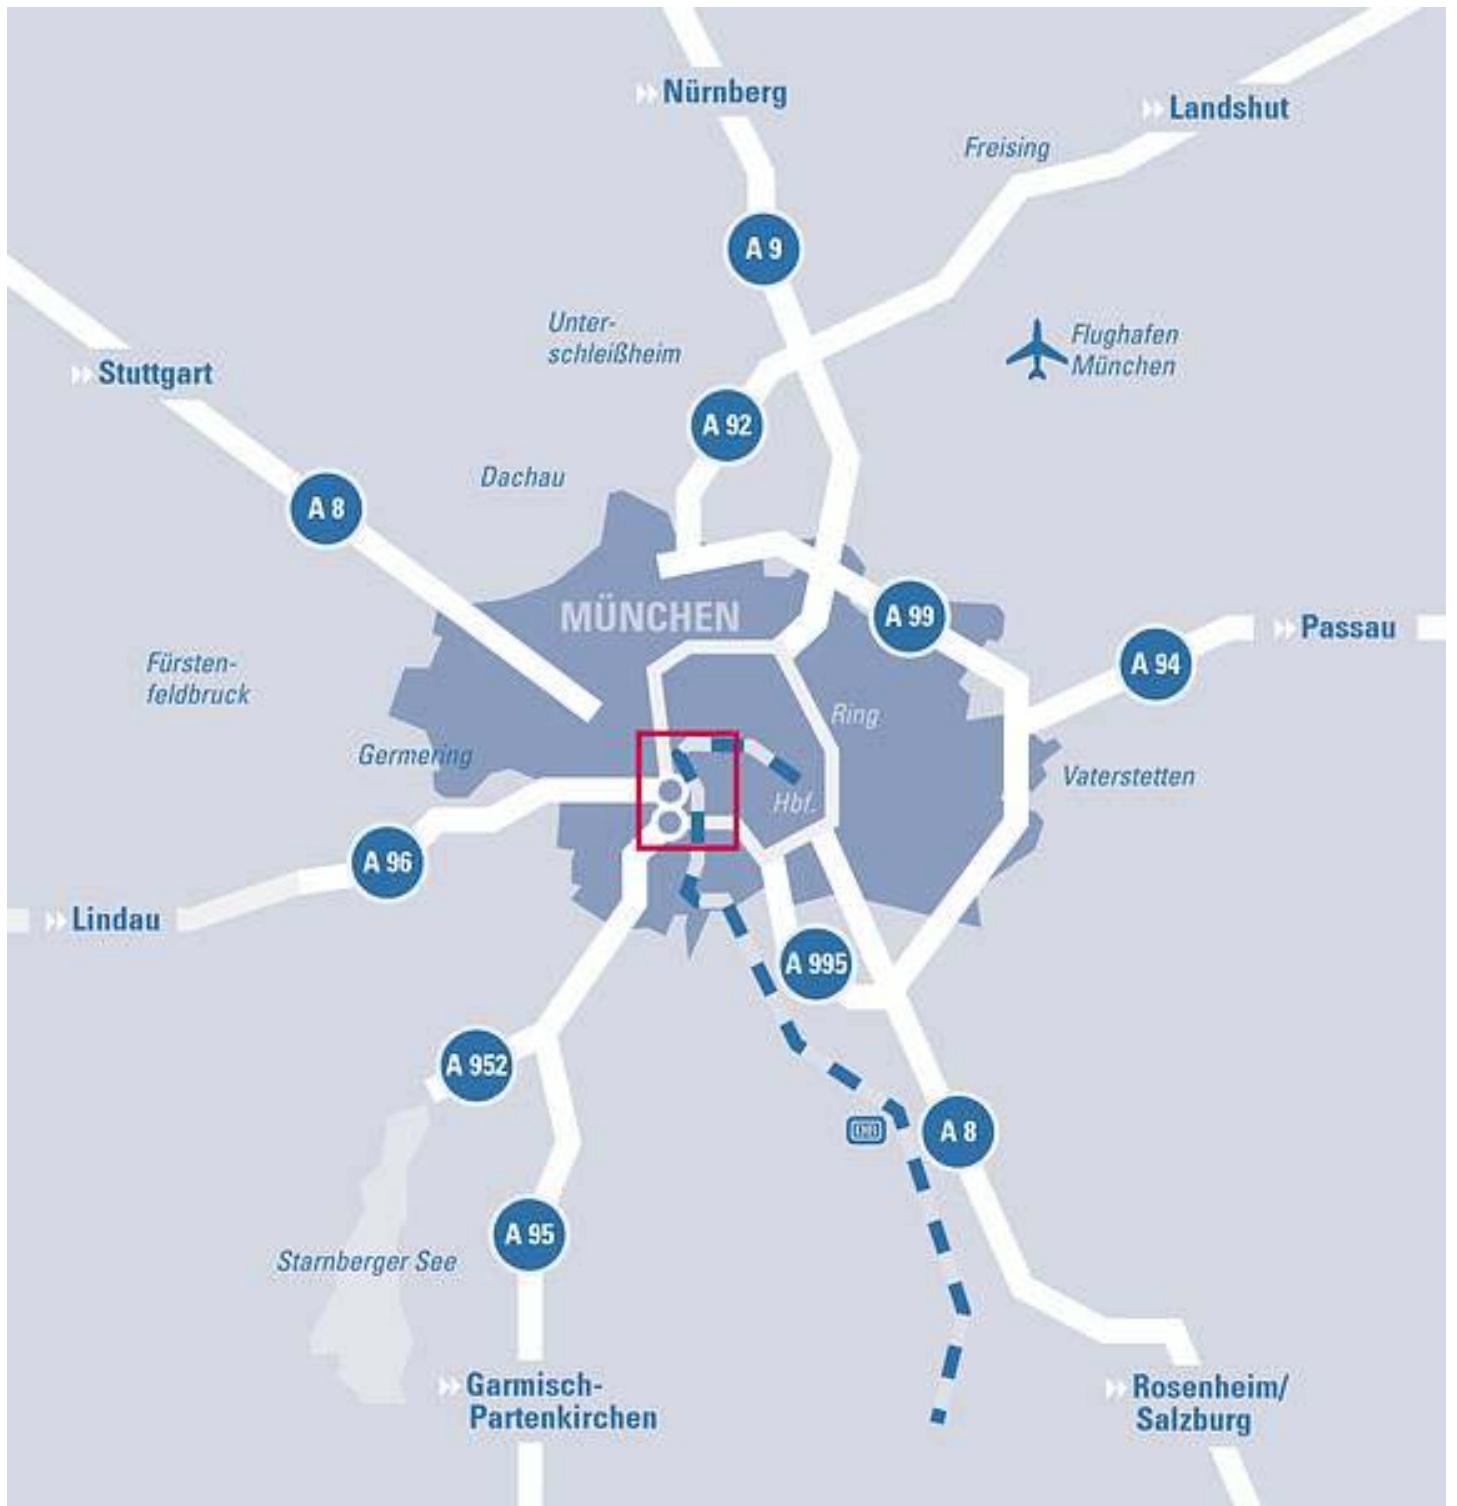 Nürnberg
Landshut
Freising
A 9
Unter-
schleißheim
Flughafen
München
Stuttgart
A 92
Dachau
A 8
MÜNCHEN
A 99
Passau
A 94
Fürsten-
feldbruck
Ring
Germering
Vaterstetten
Hbf.
A 96
Lindau
A 995
A 952
A 8
A 95
Starnberger See
Garmisch-
Partenkirchen
Rosenheim/
Salzburg